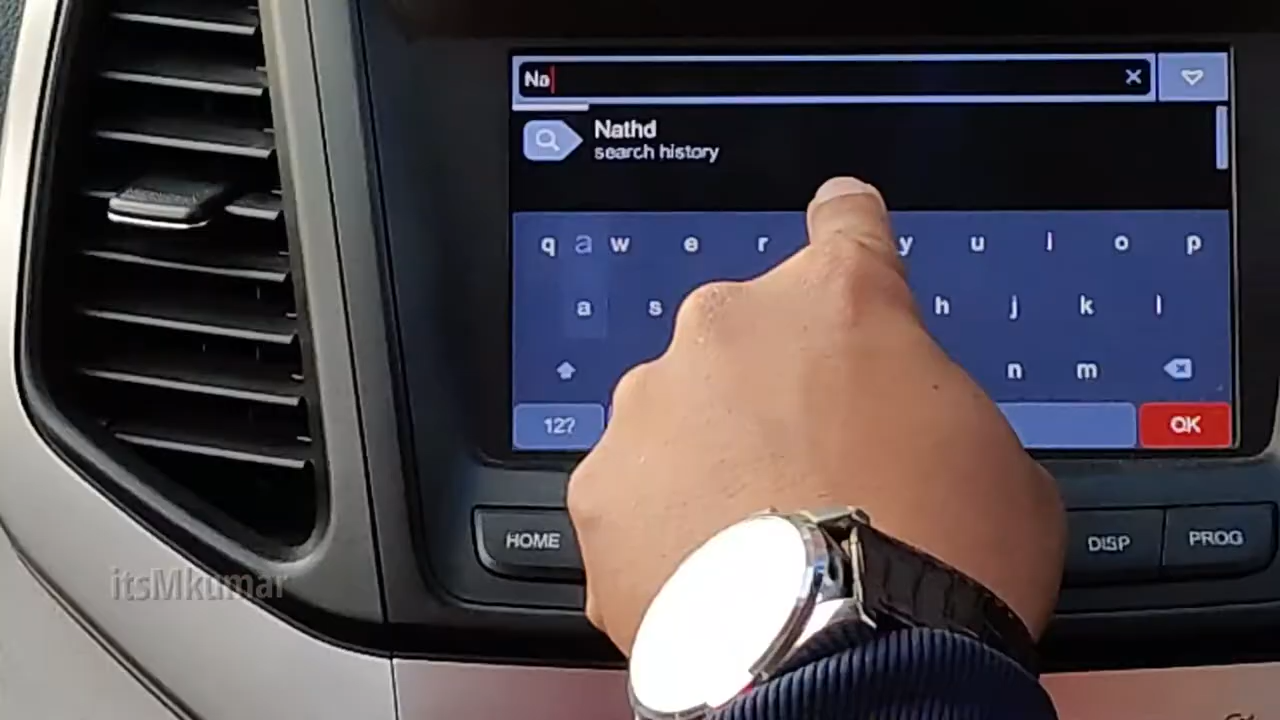 Na
Nathd
search history
q a w e r y u i o p
a s h j k l
n m
12?
OK
HOME
DISP
PROG
itsMkumar